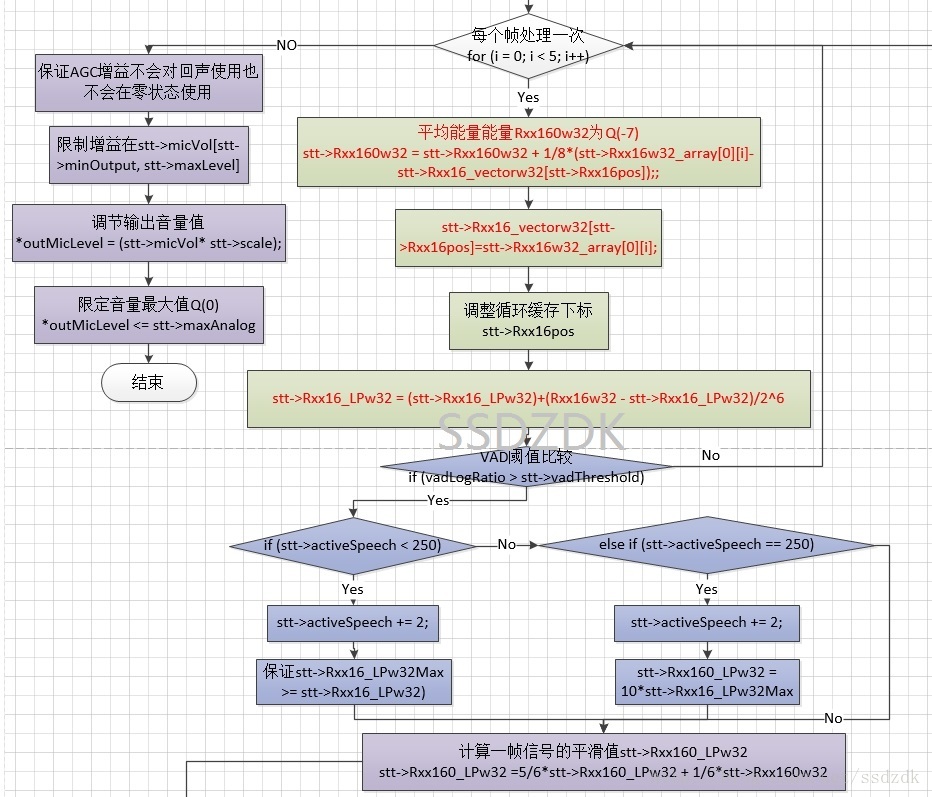 每个帧处理一次
for (i = 0; i < 5; i++)
NO
Yes
保证AGC增益不会对回声使用也
不会在零状态使用
限制增益在stt->micVol[stt-
>minOutput, stt->maxLevel]
调节输出音量值
*outMicLevel = (stt->micVol* stt->scale);
限定音量最大值Q(0)
*outMicLevel <= stt->maxAnalog
结束
平均能量能量Rxx160w32为Q(-7)
stt->Rxx160w32 = stt->Rxx160w32 + 1/8*(stt->Rxx16w32_array[0][i]-
stt->Rxx16_vectorw32[stt->Rxx16pos]);;
stt->Rxx16_vectorw32[stt-
>Rxx16pos]=stt->Rxx16w32_array[0][i];
调整循环缓存下标
stt->Rxx16pos
stt->Rxx16_LPw32 = (stt->Rxx16_LPw32)+(Rxx16w32 - stt->Rxx16_LPw32)/2^6
SSDZDK
VAD阈值比较
if (vadLogRatio > stt->vadThreshold)
No
Yes
if (stt->activeSpeech < 250)
No
else if (stt->activeSpeech == 250)
Yes
Yes
stt->activeSpeech += 2;
stt->activeSpeech += 2;
保证stt->Rxx16_LPw32Max
>= stt->Rxx16_LPw32)
stt->Rxx160_LPw32 =
10*stt->Rxx16_LPw32Max
No
计算一帧信号的平滑值stt->Rxx160_LPw32
stt->Rxx160_LPw32 =5/6*stt->Rxx160_LPw32 + 1/6*stt->Rxx160w32
/ssdzdk